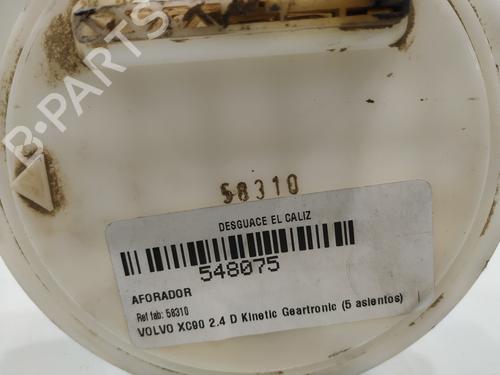 B-PARTS
58310
DESGUACE EL CALIZ
548075
AFORADOR
Ref fab: 58310
VOLVO XC90 2.4 D Kinetic Geartronic (5 asientos)